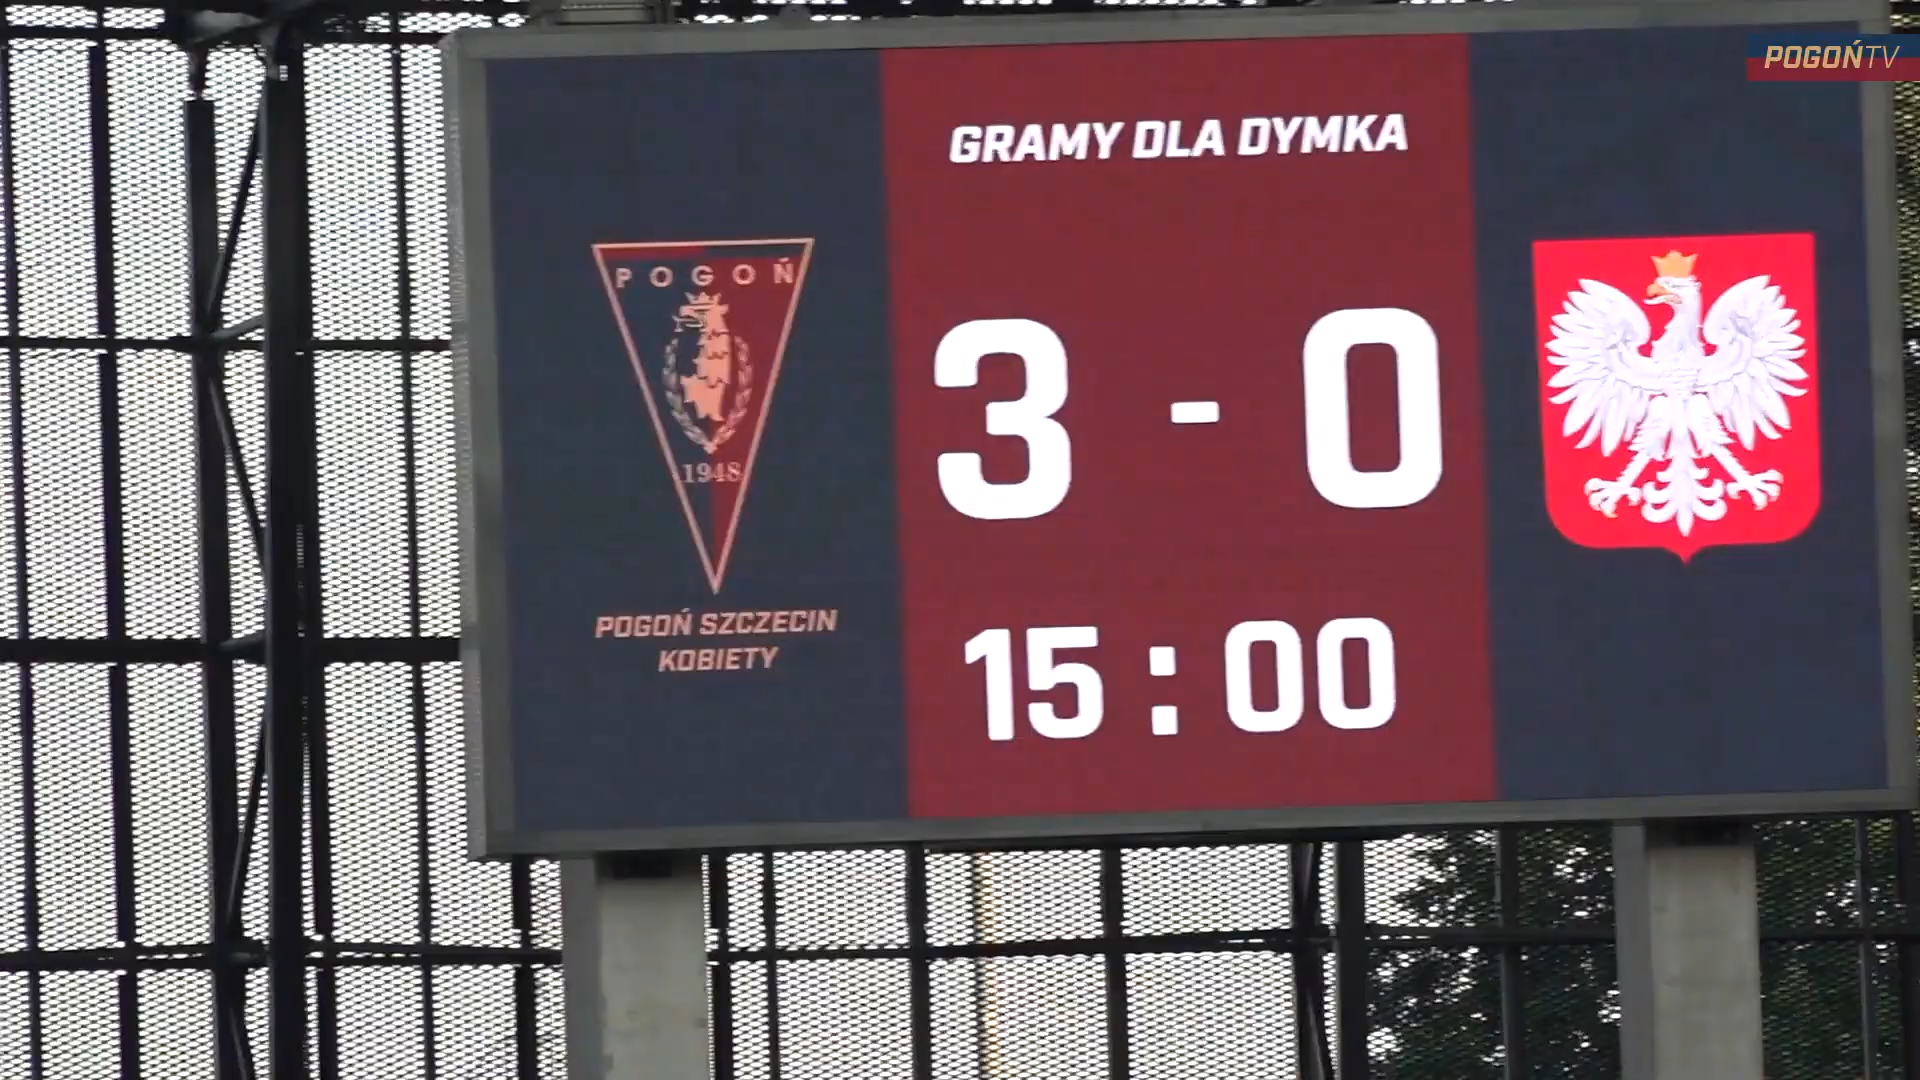 POGOŃTV
GRAMY DLA DYMKA
POGOŃ
1948
3 - 0
POGOŃ SZCZECIN
KOBIETY
15 : 00